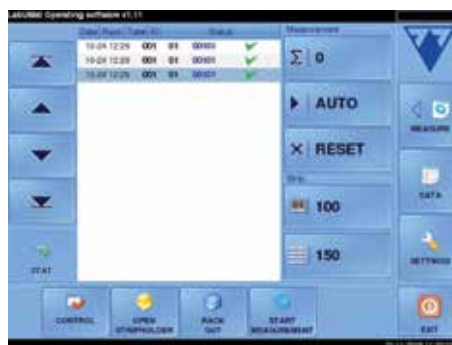 LabUMat Operating software v1.11
Date Rack Tube ID Status
10-24 12:29 001 01 00101
10-24 12:29 001 01 00101
10-24 12:29 001 01 00101
Measurement
Σ 0
AUTO
RESET
Strip
100
150
STAT
MEASURE
DATA
SETTINGS
EXIT
CONTROL
OPEN STRIPHOLDER
RACK OUT
START MEASUREMENT